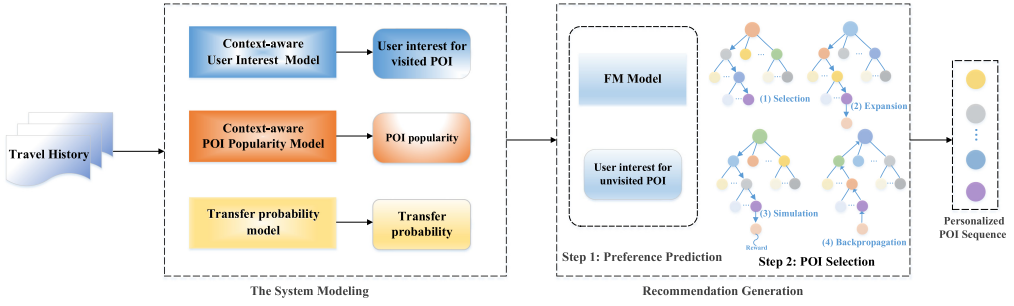 Travel History
Context-aware
User Interest Model
User interest for
visited POI
Context-aware
POI Popularity Model
POI popularity
Transfer probability
model
Transfer
probability
The System Modeling
FM Model
User interest for
unvisited POI
Step 1: Preference Prediction
(1) Selection
(2) Expansion
(3) Simulation
Reward
(4) Backpropagation
Step 2: POI Selection
Recommendation Generation
Personalized
POI Sequence